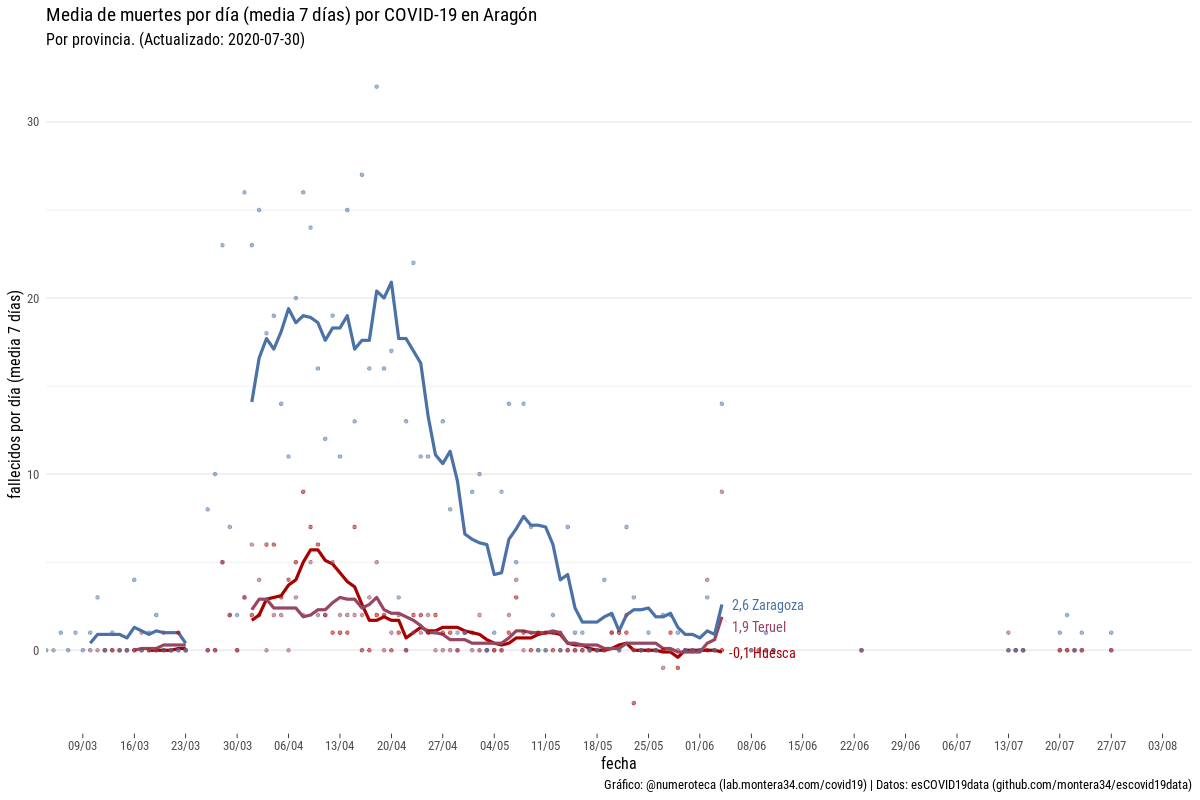 Media de muertes por día (media 7 días) por COVID-19 en Aragón
Por provincia. (Actualizado: 2020-07-30)
fallecidos por día (media 7 días)
30
20
10
0
2,6 Zaragoza
1,9 Teruel
-0,1 Huesca
09/03 16/03 23/03 30/03 06/04 13/04 20/04 27/04 04/05 11/05 18/05 25/05 01/06 08/06 15/06 22/06 29/06 06/07 13/07 20/07 27/07 03/08
fecha
Gráfico: @numeroteca (lab.montera34.com/covid19) | Datos: esCOVID19data (github.com/montera34/escovid19data)